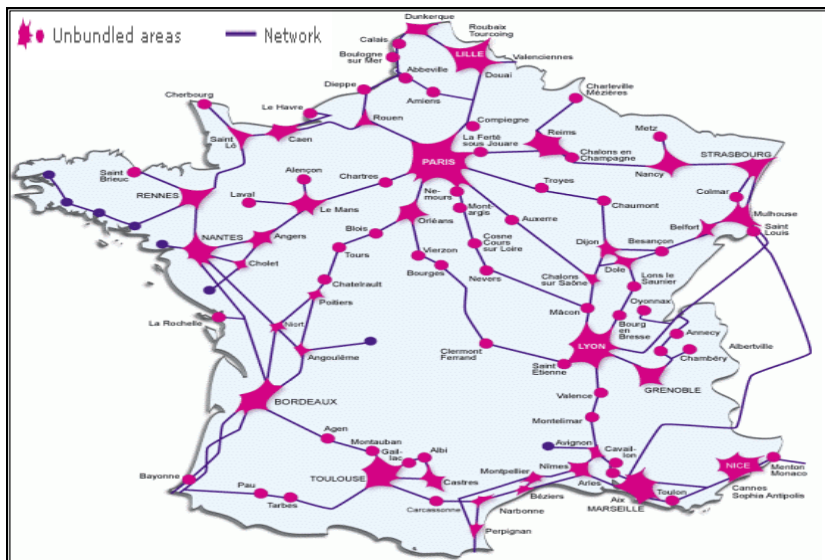 Unbundled areas
Network
Dunkerque
Roubaix
Tourcoing
Calais
Boulogne
sur Mer
LILLE
Valenciennes
Abbeville
Douai
Dieppe
Amiens
Charleville
Mézières
Cherbourg
Le Havre
Compiegne
Rouen
La Ferté
sous Jouare
Reims
Metz
Saint
Lô
Caen
PARIS
Chalons en
Champagne
STRASBOURG
Nancy
Saint
Brieuc
Alençon
Chartres
Ne-
mours
Troyes
Colmar
RENNES
Laval
Le Mans
Mont-
argis
Chaumont
Mulhouse
Orléans
Auxerre
Saint
Louis
Blois
Belfort
NANTES
Angers
Cosne
Cours
sur Loire
Dijon
Besançon
Tours
Vierzon
Cholet
Bourges
Dole
Chalons
sur Saône
Lons le
Saunier
Chatelrault
Nevers
Oyonnax
Poitiers
Mâcon
La Rochelle
Niort
Bourg
en
Bresse
Annecy
Albertville
LYON
Chambéry
Angoulême
Clermont
Ferrand
Saint
Etienne
GRENOBLE
BORDEAUX
Valence
Montelimar
Agen
Montauban
Gail-
lac
Albi
Avignon
Cavail-
lon
TOULOUSE
Montpellier
Nîmes
NICE
Menton
Monaco
Bayonne
Pau
Castres
Arles
Toulon
Cannes
Sophia Antipolis
Tarbes
Béziers
Aix
MARSEILLE
Carcassonne
Narbonne
Perpignan